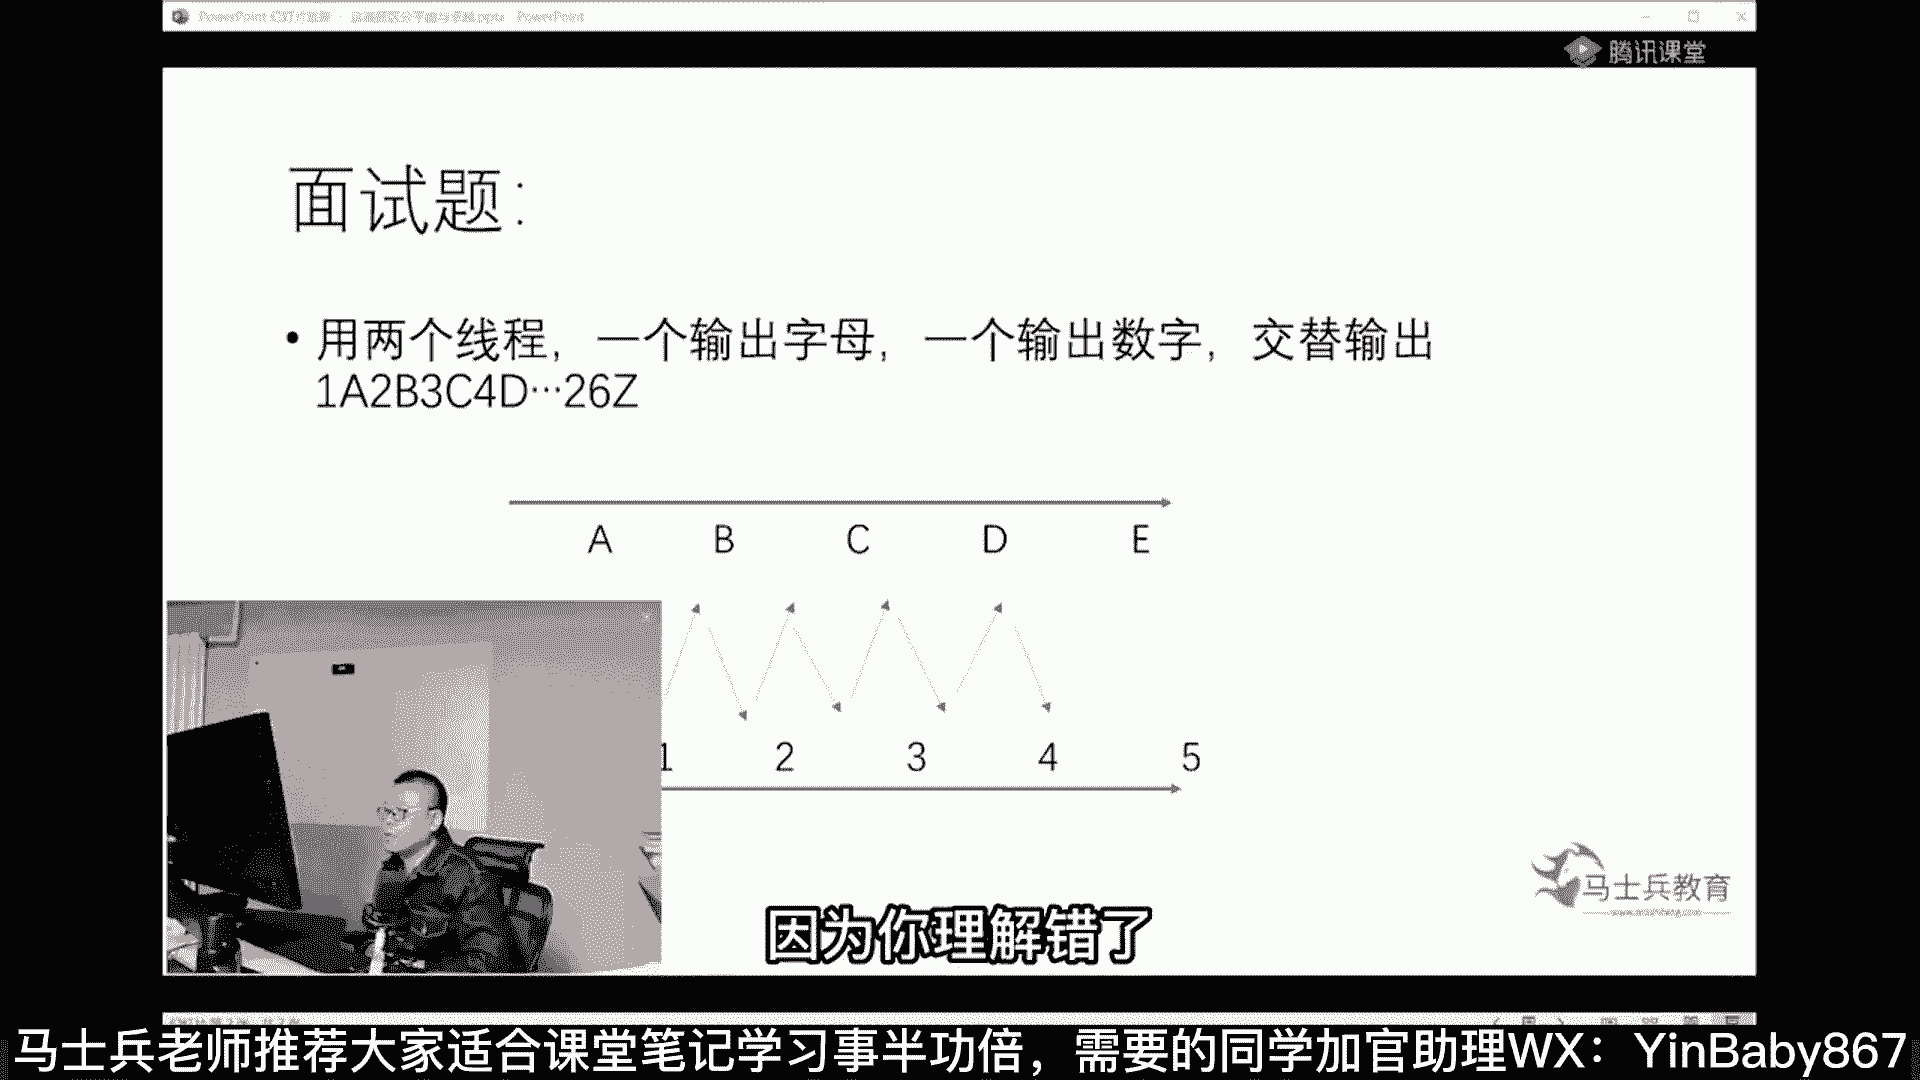 腾讯课堂
面试题：
• 用两个线程，一个输出字母，一个输出数字，交替输出
1A2B3C4D…26Z
A B C D E
1 2 3 4 5
马士兵教育
因为你理解错了
马士兵老师推荐大家适合课堂笔记学习事半功倍，需要的同学加官助理WX：YinBaby867